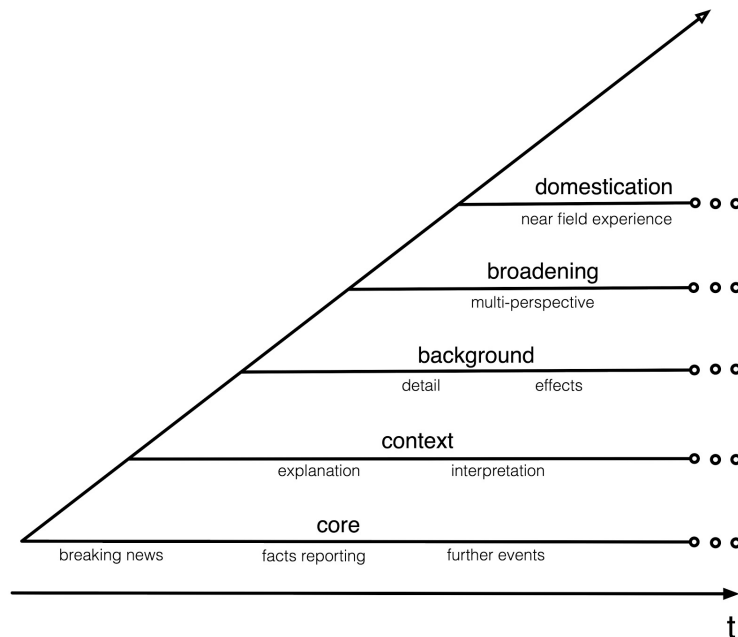 domestication
near field experience
broadening
multi-perspective
background
detail effects
context
explanation interpretation
core
breaking news facts reporting further events
t